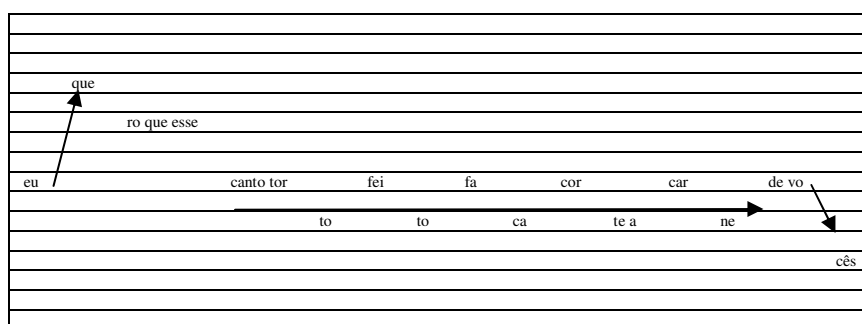 que
ro que esse
eu canto tor fei fa cor car de vo
to to ca te a ne
cês